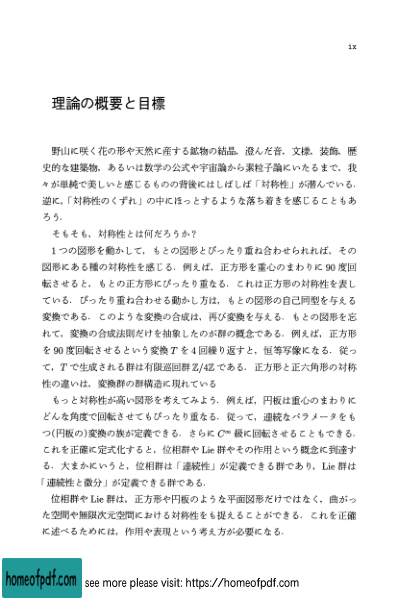 ix
理論の概要と目標
野山に咲く花の形や天然に産する鉱物の結晶，澄んだ音，文様，装飾，歴
史的な建築物，あるいは数学の公式や宇宙論から素粒子論にいたるまで，我
々が単純で美しいと感じるものの背後にはしばしば「対称性」が潜んでいる．
逆に，「対称性のくずれ」の中にほっとするような落ち着きを感じることもあ
ろう．
そもそも，対称性とは何だろうか？
1 つの図形を動かして，もとの図形とぴったり重ね合わせられれば，その
図形にある種の対称性を感じる．例えば，正方形を重心のまわりに 90 度回
転させると，もとの正方形にぴったり重なる．これは正方形の対称性を表し
ている．ぴったり重ね合わせる動かし方は，もとの図形の自己同型を与える
変換である．このような変換の合成は，再び変換を与える．もとの図形を忘
れて，変換の合成法則だけを抽象したのが群の概念である．例えば，正方形
を 90 度回転させるという変換 T を 4 回繰り返すと，恒等写像になる．従っ
て，T で生成される群は有限巡回群 Z/4Z である．正方形と正六角形の対称
性の違いは，変換群の群構造に現れている
もっと対称性が高い図形を考えてみよう．例えば，円板は重心のまわりに
どんな角度で回転させてもぴったり重なる．従って，連続なパラメータをも
つ(円板の)変換の族が定義できる．さらに C∞ 級に回転させることもできる．
これを正確に定式化すると，位相群や Lie 群やその作用という概念に到達す
る．大まかにいうと，位相群は「連続性」が定義できる群であり，Lie 群は
「連続性と微分」が定義できる群である．
位相群や Lie 群は，正方形や円板のような平面図形だけではなく，曲がっ
た空間や無限次元空間における対称性をも捉えることができる．これを正確
に述べるためには，作用や表現という考え方が必要になる．
homeofpdf.com
see more please visit: https://homeofpdf.com